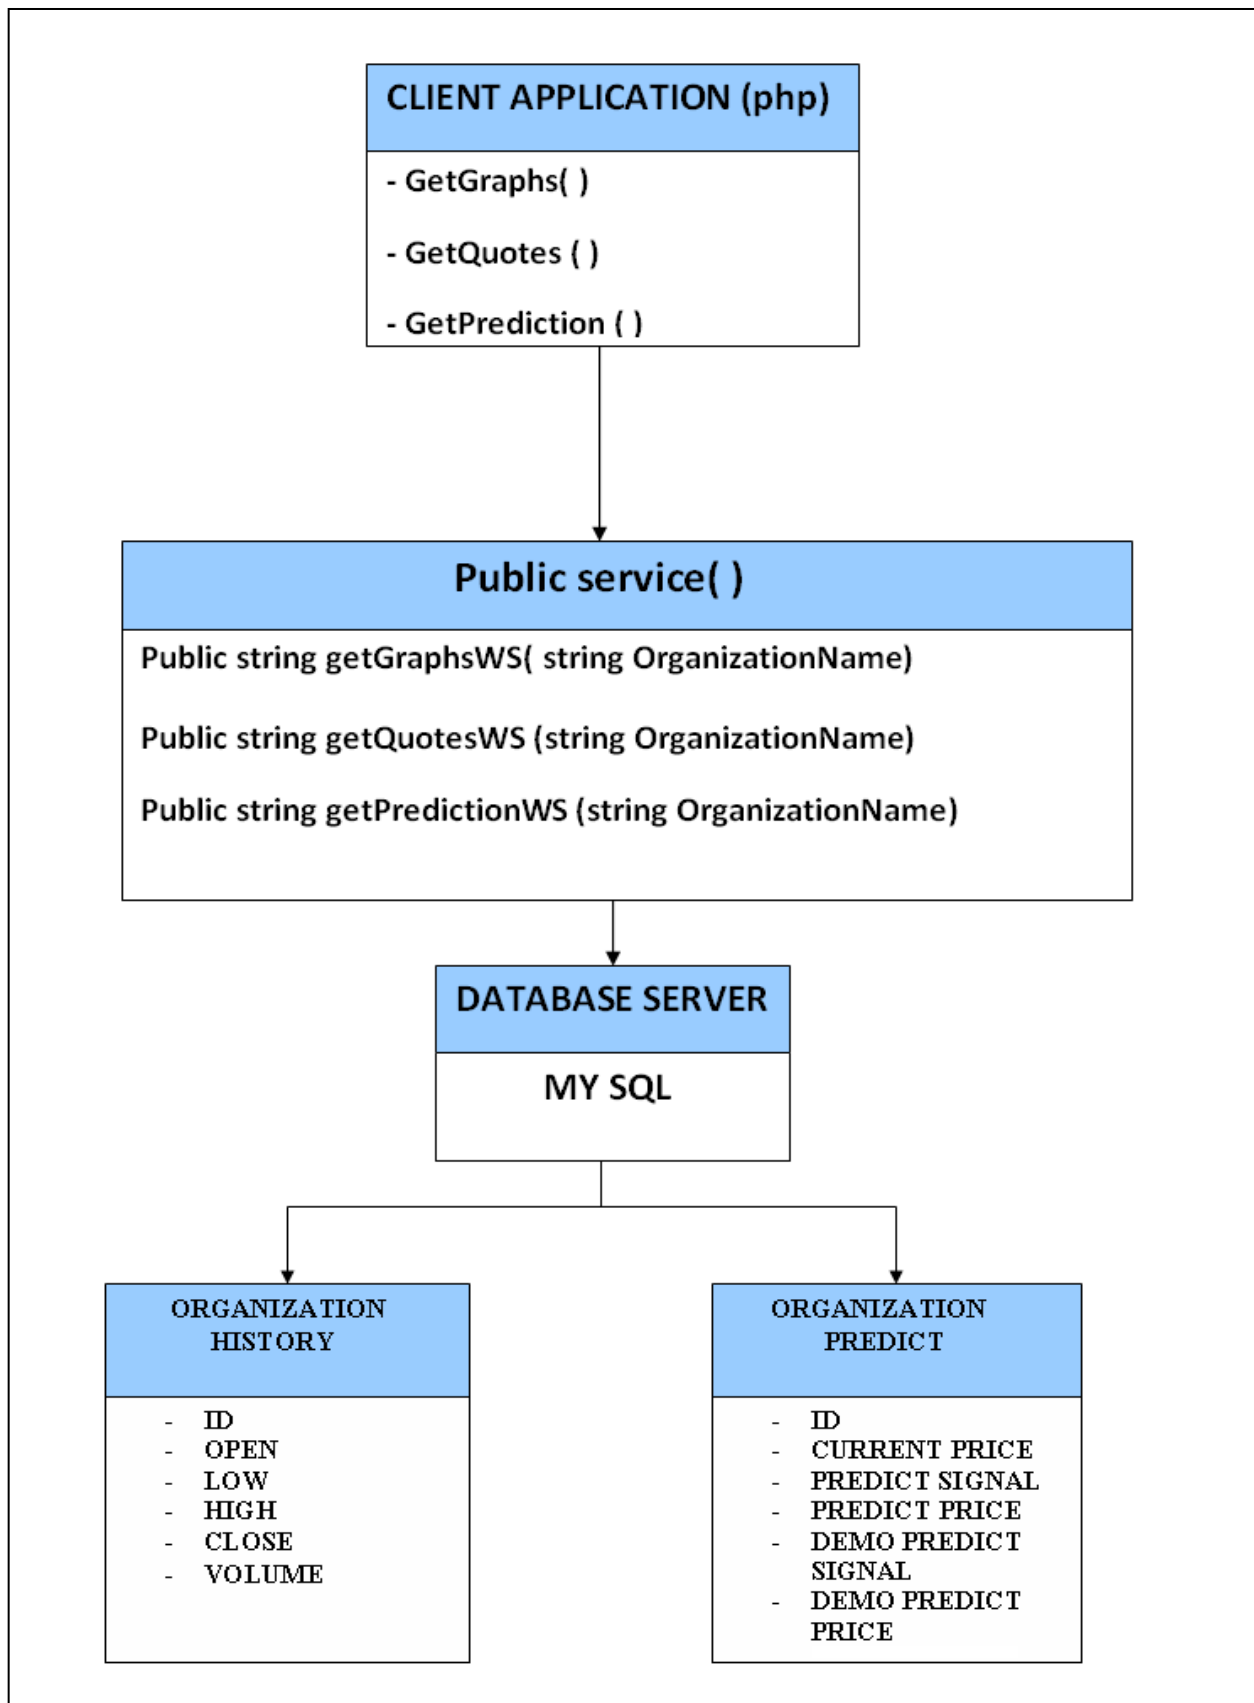 CLIENT APPLICATION (php)
- GetGraphs( )
- GetQuotes ( )
- GetPrediction ( )
Public service( )
Public string getGraphsWS( string OrganizationName)
Public string getQuotesWS (string OrganizationName)
Public string getPredictionWS (string OrganizationName)
DATABASE SERVER
MY SQL
ORGANIZATION
HISTORY
- ID
- OPEN
- LOW
- HIGH
- CLOSE
- VOLUME
ORGANIZATION
PREDICT
- ID
- CURRENT PRICE
- PREDICT SIGNAL
- PREDICT PRICE
- DEMO PREDICT
SIGNAL
- DEMO PREDICT
PRICE